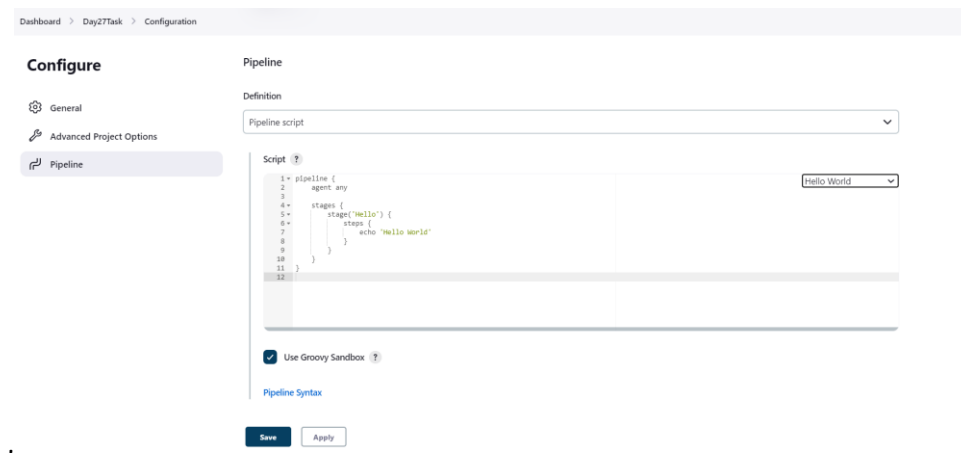 Dashboard > Day27Task > Configuration
Configure
General
Advanced Project Options
Pipeline
Pipeline
Definition
Pipeline script
Script ?
Hello World
1 pipeline {
2 agent any
3
4 stages {
5 stage('Hello') {
6 steps {
7 echo 'Hello World'
8 }
9 }
10 }
11 }
12
Use Groovy Sandbox ?
Pipeline Syntax
Save Apply